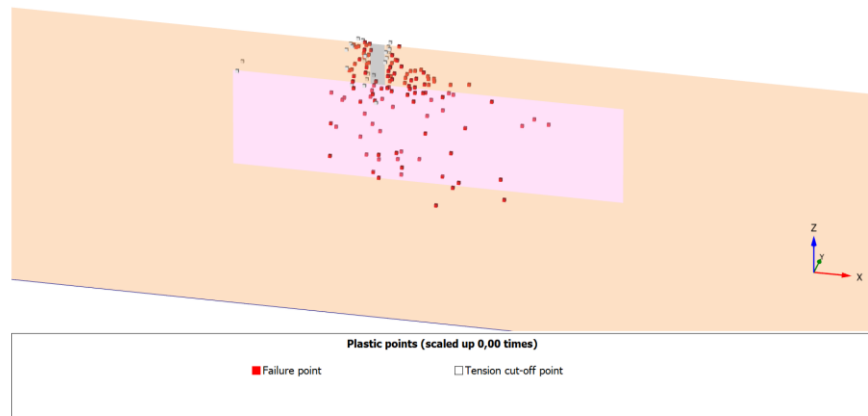 Z
Y
X
Plastic points (scaled up 0,00 times)
Failure point
Tension cut-off point